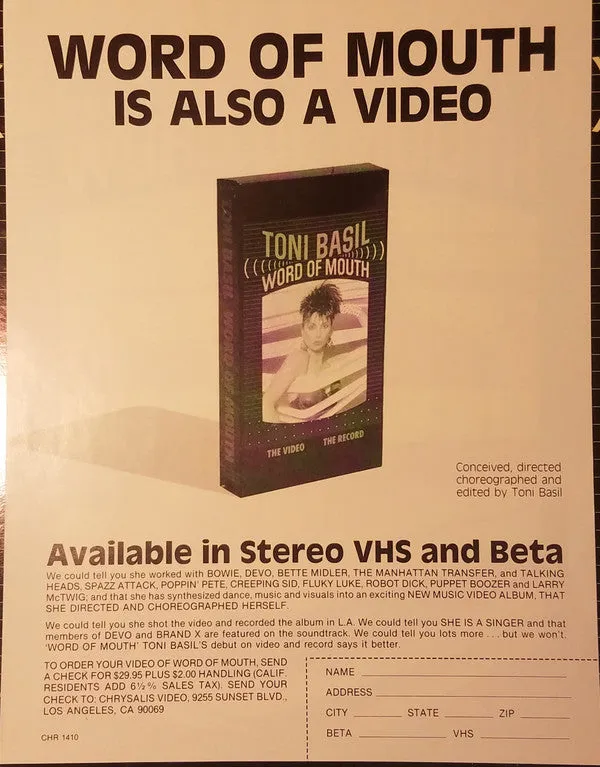 WORD OF MOUTH
IS ALSO A VIDEO
TONI BASIL WORD OF MOUTH
TONI BASIL
WORD OF MOUTH
THE VIDEO
THE RECORD
Conceived, directed
choreographed and
edited by Toni Basil
Available in Stereo VHS and Beta
We could tell you she worked with BOWIE, DEVO, BETTE MIDLER, THE MANHATTAN TRANSFER, and TALKING
HEADS, SPAZZ ATTACK, POPPIN' PETE, CREEPING SID, FLUKY LUKE, ROBOT DICK, PUPPET BOOZER and LARRY
McTWIG; and that she has synthesized dance, music and visuals into an exciting NEW MUSIC VIDEO ALBUM, THAT
SHE DIRECTED AND CHOREOGRAPHED HERSELF.
We could tell you she shot the video and recorded the album in L.A. We could tell you SHE IS A SINGER and that
members of DEVO and BRAND X are featured on the soundtrack. We could tell you lots more ... but we won't.
'WORD OF MOUTH' TONI BASIL'S debut on video and record says it better.
TO ORDER YOUR VIDEO OF WORD OF MOUTH, SEND
A CHECK FOR $29.95 PLUS $2.00 HANDLING (CALIF.
RESIDENTS ADD 6½% SALES TAX). SEND YOUR
CHECK TO: CHRYSALIS VIDEO, 9255 SUNSET BLVD.,
LOS ANGELES, CA 90069
CHR 1410
NAME
ADDRESS
CITY STATE ZIP
BETA VHS